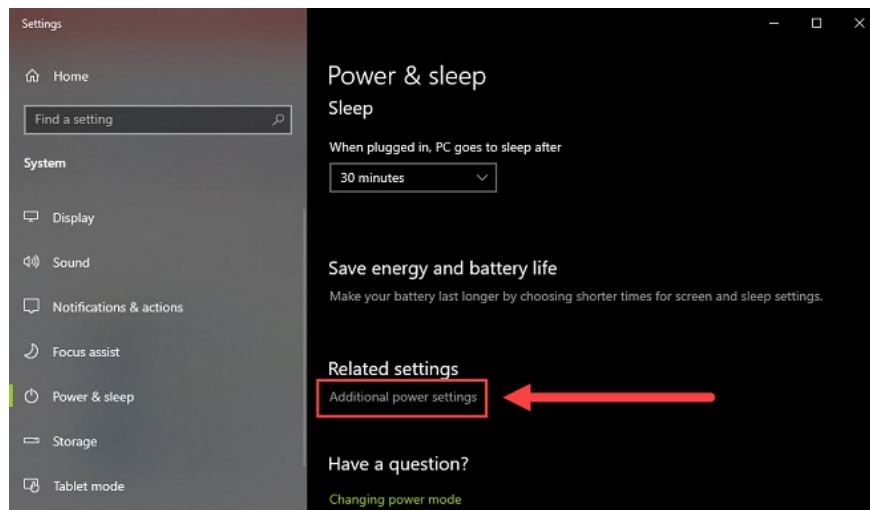 Settings
Home
Find a setting
System
Display
Sound
Notifications & actions
Focus assist
Power & sleep
Storage
Tablet mode
Power & sleep
Sleep
When plugged in, PC goes to sleep after
30 minutes
Save energy and battery life
Make your battery last longer by choosing shorter times for screen and sleep settings.
Related settings
Additional power settings
Have a question?
Changing power mode